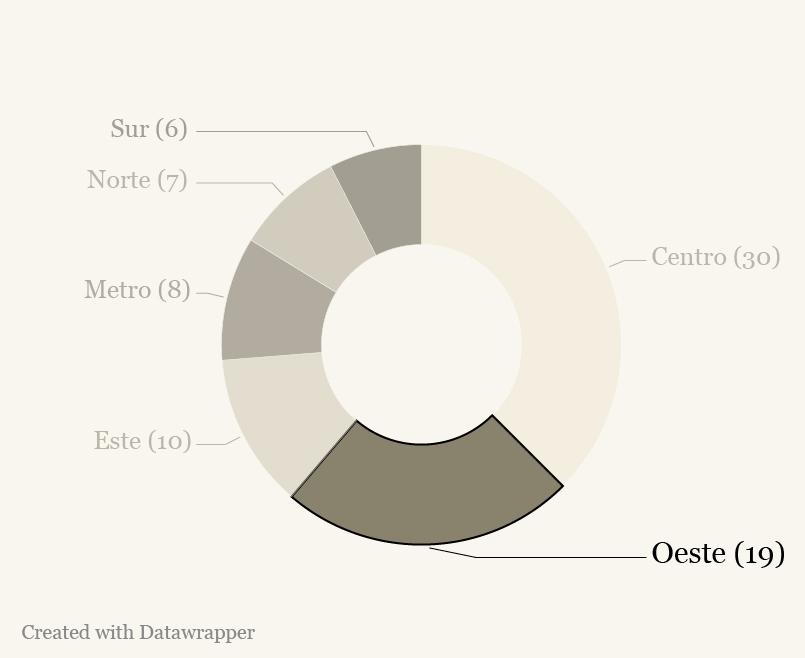 Sur (6)
Norte (7)
Centro (30)
Metro (8)
Este (10)
Oeste (19)
Created with Datawrapper